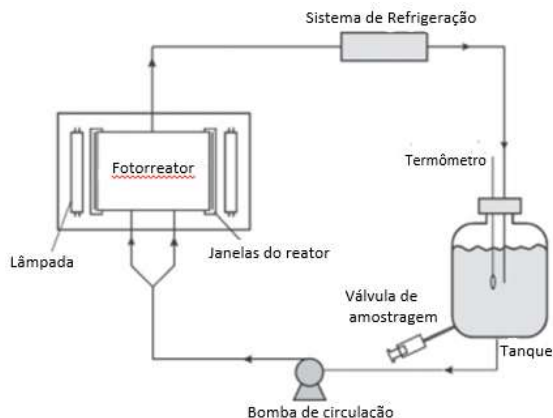 Sistema de Refrigeração
Fotorreator
Termômetro
Lâmpada
Janelas do reator
Válvula de
amostragem
Tanque
Bomba de circulação